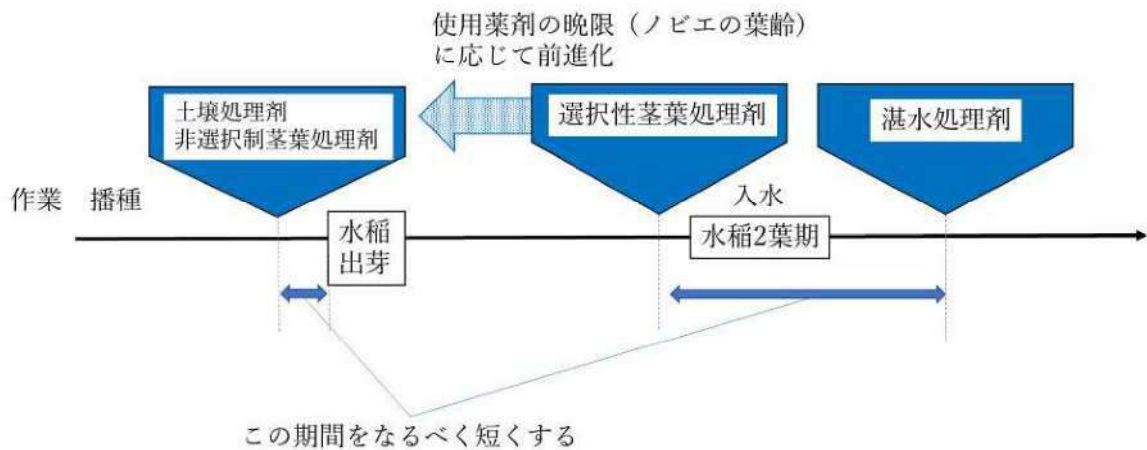 使用薬剤の晩限（ノビエの葉齢）
に応じて前進化
土壌処理剤
非選択制茎葉処理剤
選択性茎葉処理剤
湛水処理剤
作業　播種
入水
水稲
出芽
水稲2葉期
この期間をなるべく短くする